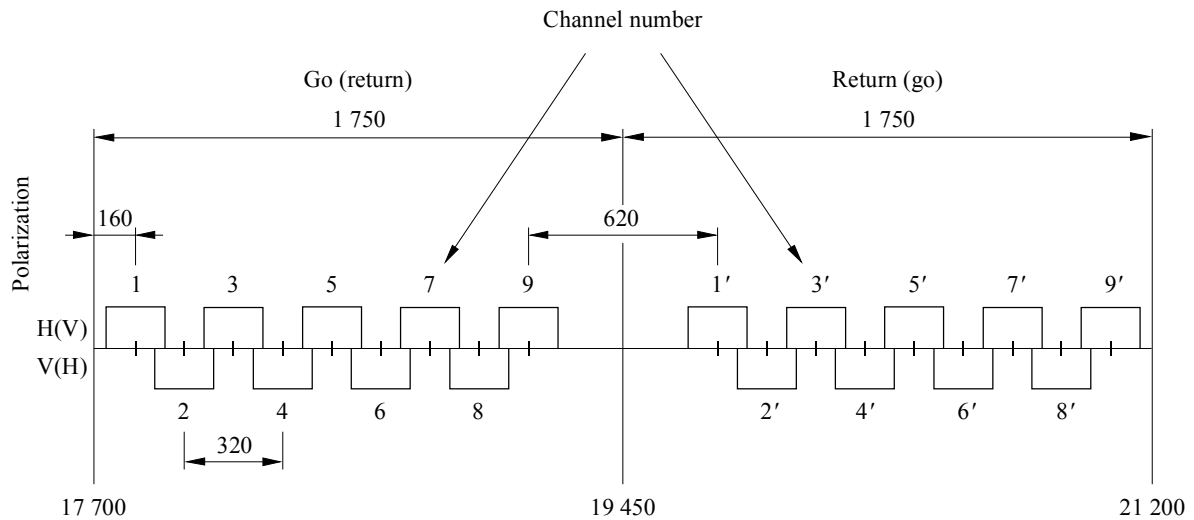 Channel number
Go (return)
Return (go)
1 750
1 750
Polarization
160
620
1 3 5 7 9 1′ 3′ 5′ 7′ 9′
H(V)
V(H)
2 4 6 8 2′ 4′ 6′ 8′
320
17 700
19 450
21 200